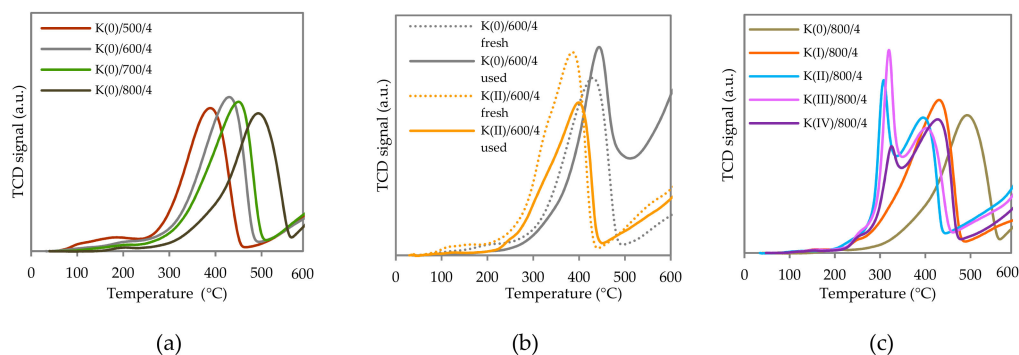 TCD signal (a.u.)
K(0)/500/4
K(0)/600/4
K(0)/700/4
K(0)/800/4
0 100 200 300 400 500 600
Temperature (°C)
(a)
TCD signal (a.u.)
K(0)/600/4
fresh
K(0)/600/4
used
K(II)/600/4
fresh
K(II)/600/4
used
0 100 200 300 400 500 600
Temperature (°C)
(b)
TCD signal (a.u.)
K(0)/800/4
K(I)/800/4
K(II)/800/4
K(III)/800/4
K(IV)/800/4
0 100 200 300 400 500 600
Temperature (°C)
(c)